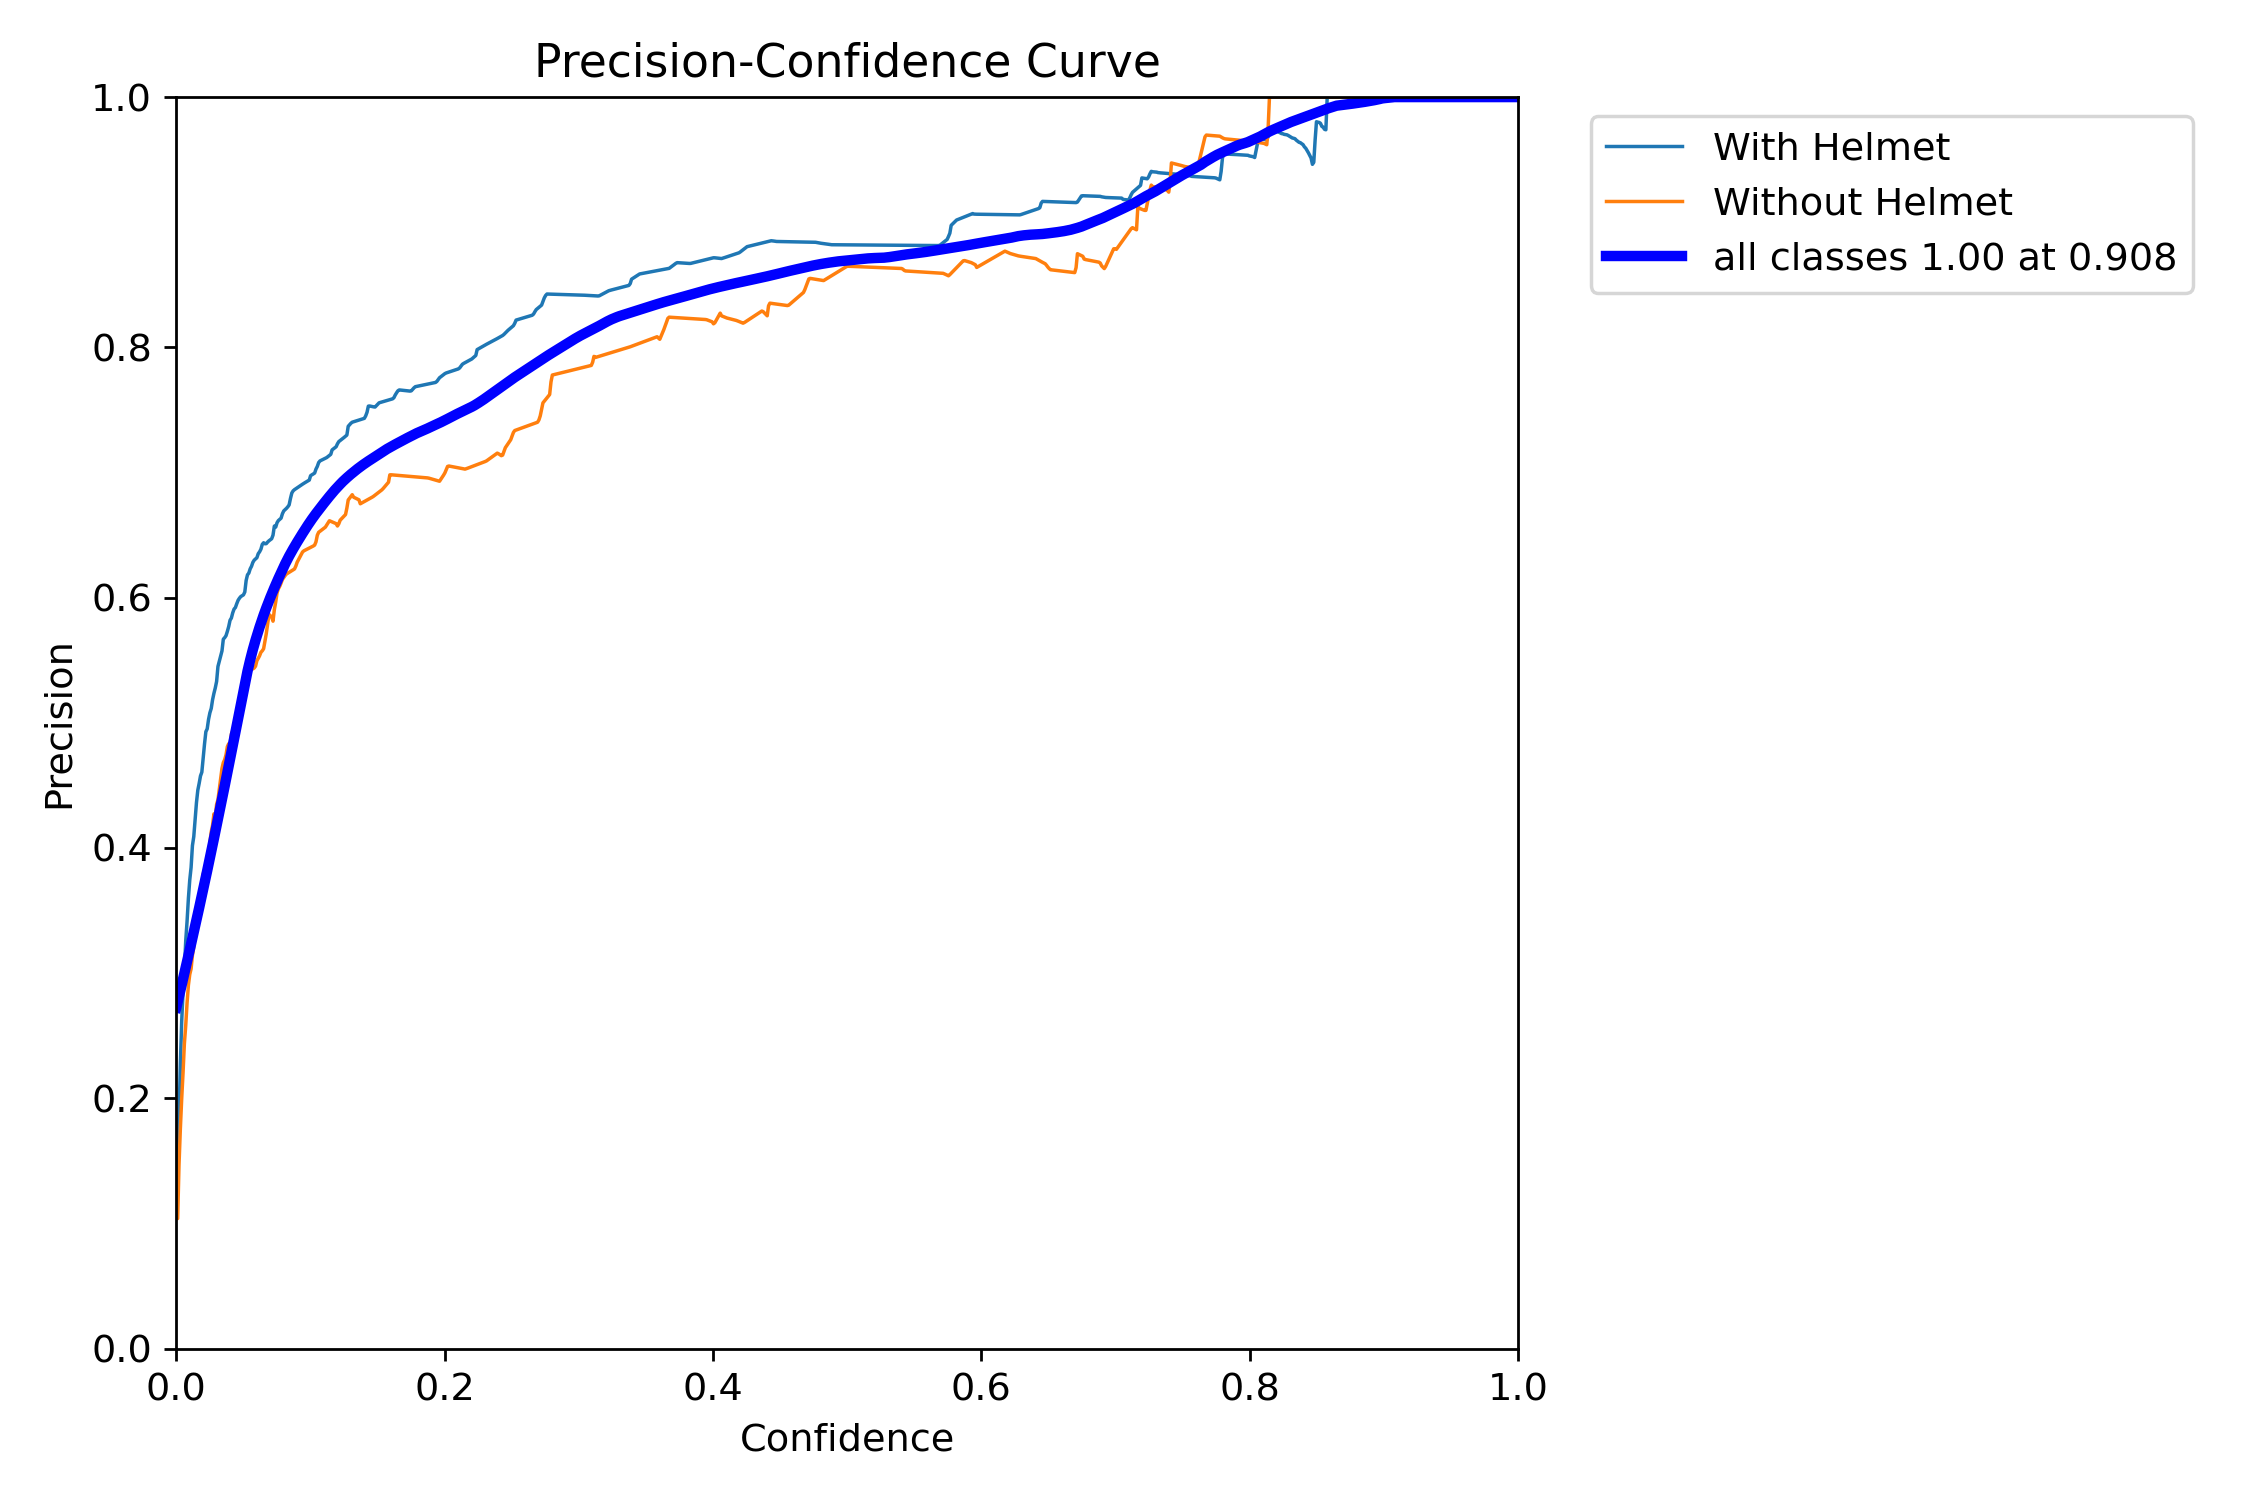 Precision-Confidence Curve
1.0
0.8
0.6
0.4
0.2
0.0
Precision
0.0 0.2 0.4 0.6 0.8 1.0
Confidence
With Helmet
Without Helmet
all classes 1.00 at 0.908